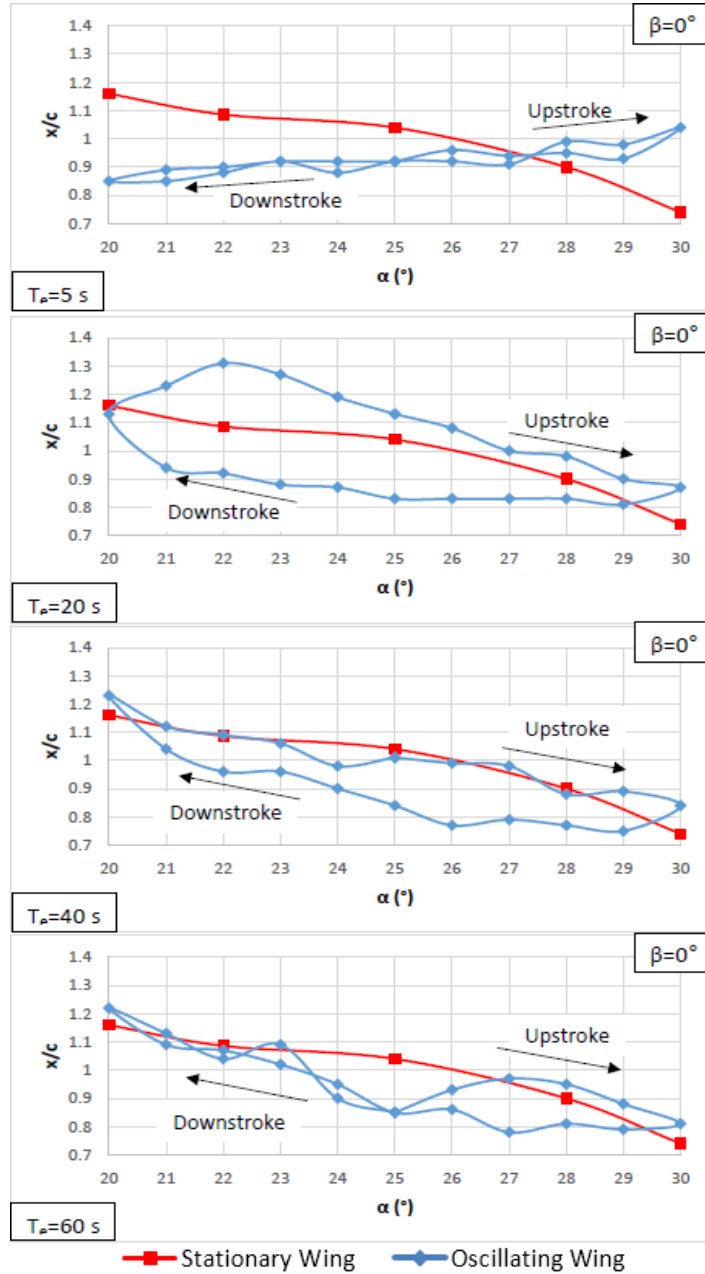 β=0°
1.4
1.3
1.2
1.1
1
0.9
0.8
0.7
x/c
Upstroke
Downstroke
20 21 22 23 24 25 26 27 28 29 30
α (°)
Tₑ=5 s
β=0°
1.4
1.3
1.2
1.1
1
0.9
0.8
0.7
x/c
Upstroke
Downstroke
20 21 22 23 24 25 26 27 28 29 30
α (°)
Tₑ=20 s
β=0°
1.4
1.3
1.2
1.1
1
0.9
0.8
0.7
x/c
Upstroke
Downstroke
20 21 22 23 24 25 26 27 28 29 30
α (°)
Tₑ=40 s
β=0°
1.4
1.3
1.2
1.1
1
0.9
0.8
0.7
x/c
Upstroke
Downstroke
20 21 22 23 24 25 26 27 28 29 30
α (°)
Tₑ=60 s
Stationary Wing Oscillating Wing